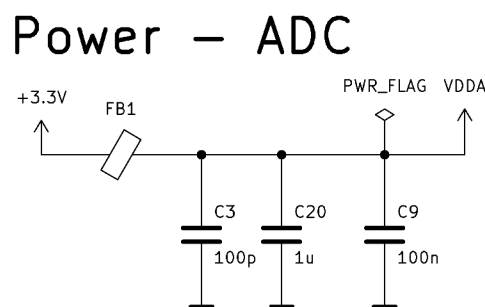 Power - ADC
PWR_FLAG VDDA
+3.3V
FB1
C3 C20 C9
100p 1u 100n